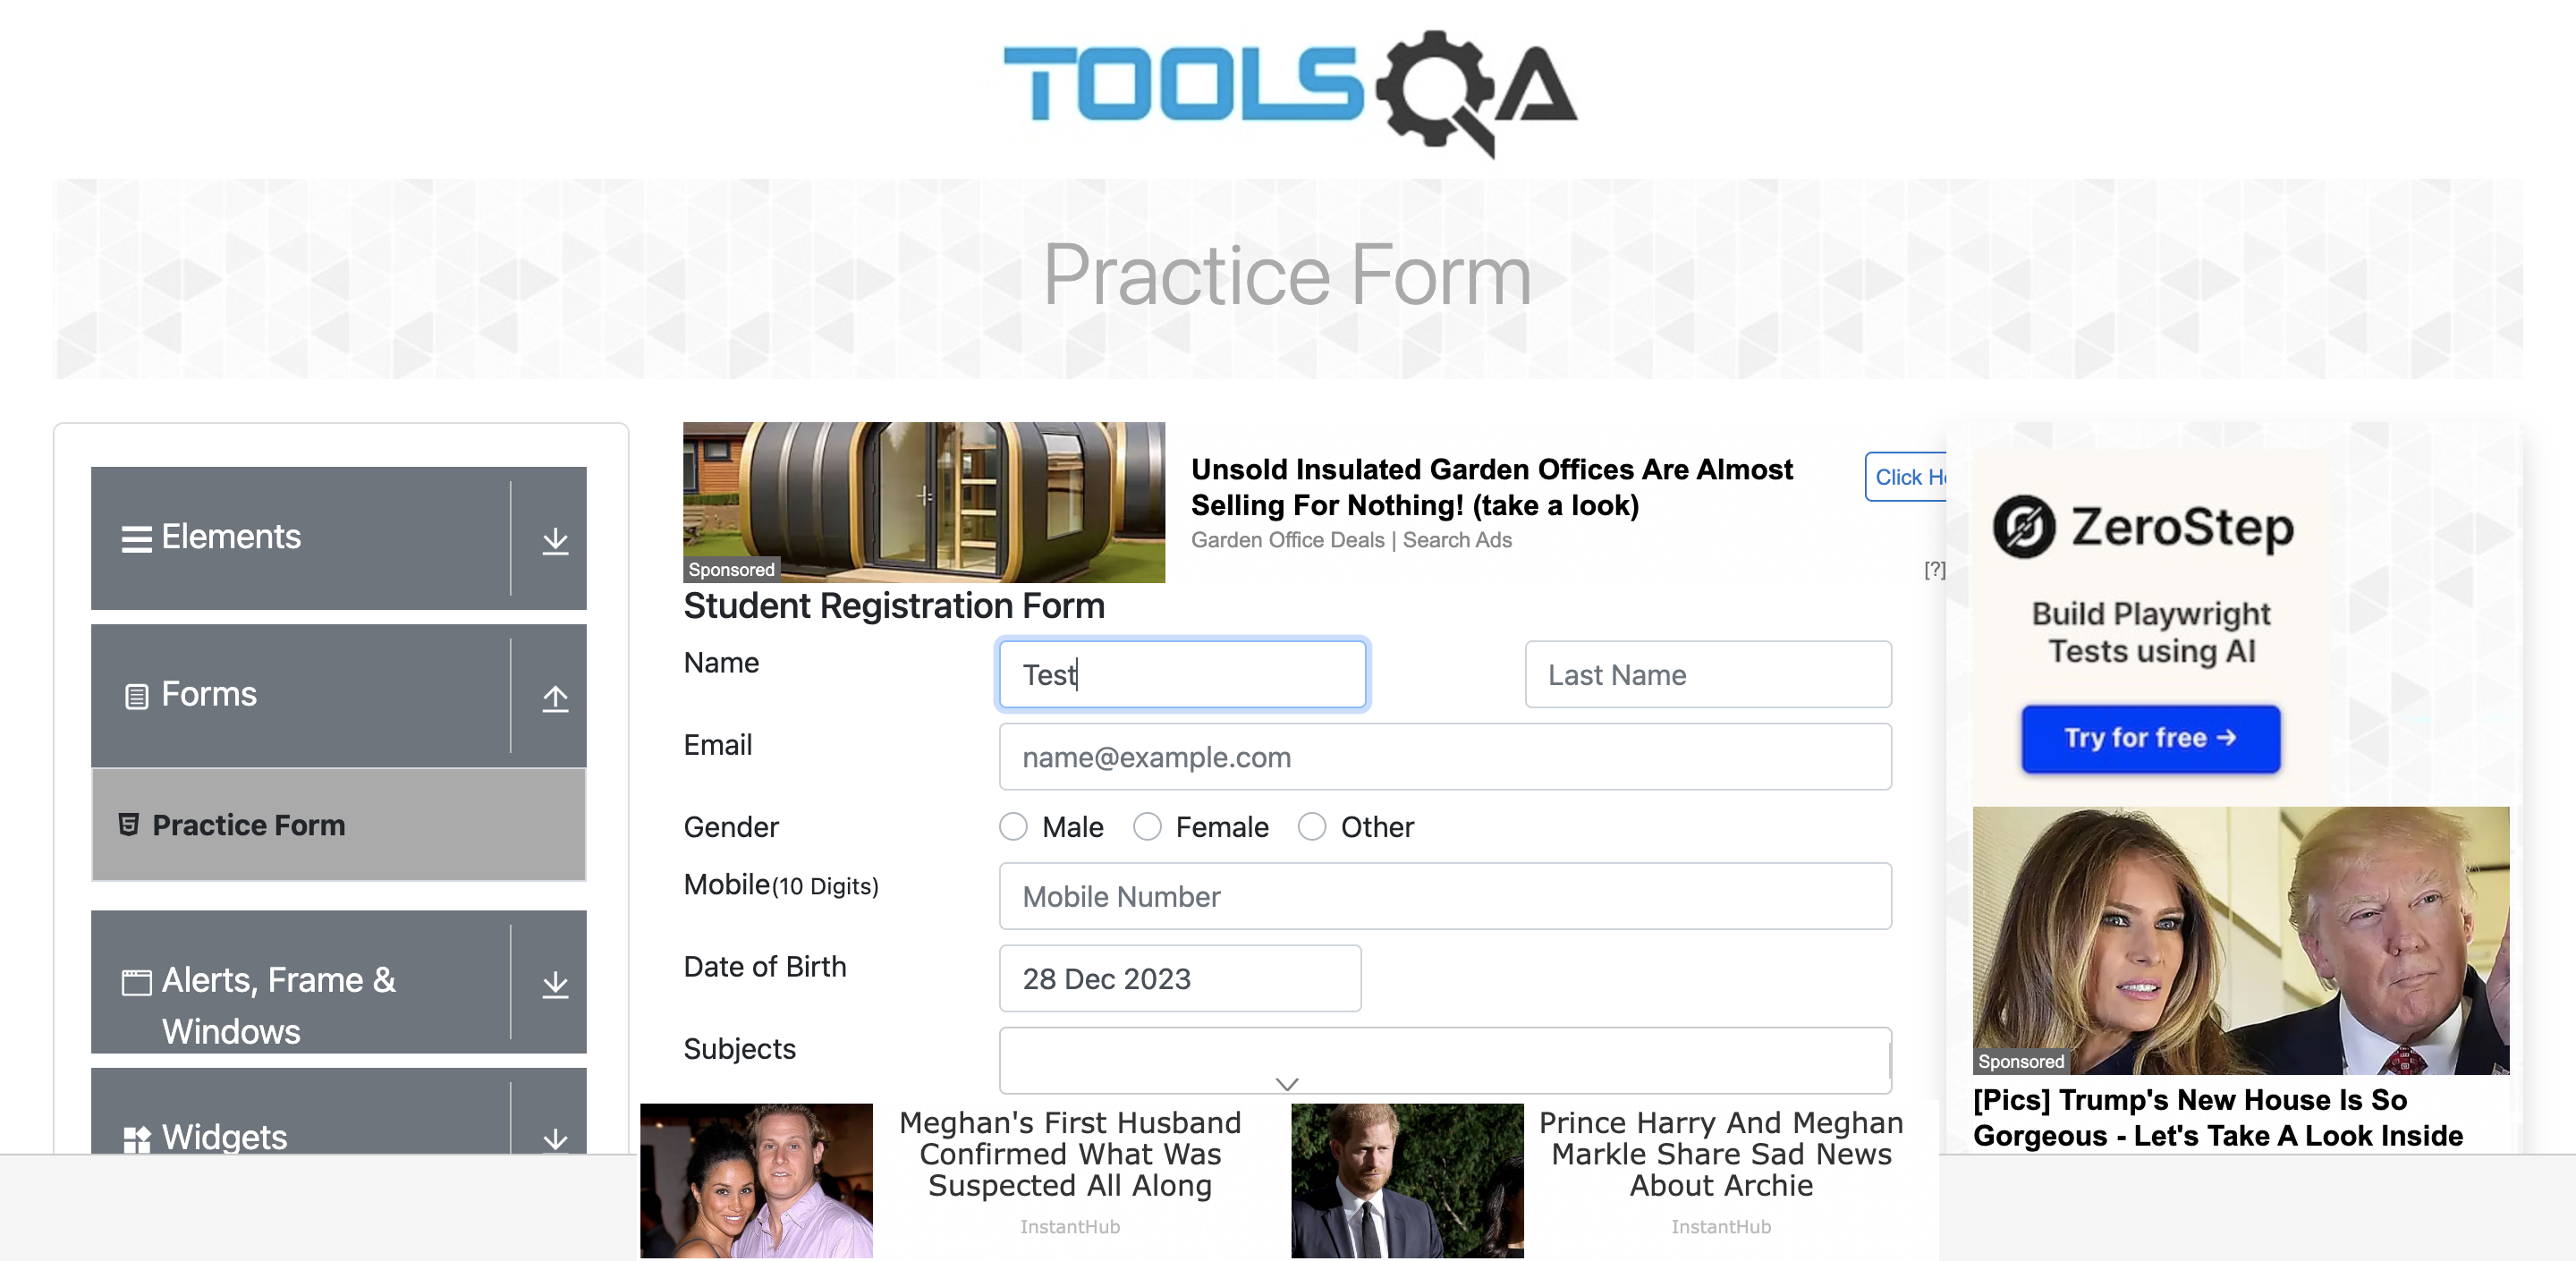 TOOLSQA
Practice Form
Elements
Forms
Practice Form
Alerts, Frame &
Windows
Widgets
Sponsored
Unsold Insulated Garden Offices Are Almost
Selling For Nothing! (take a look)
Garden Office Deals | Search Ads
Click He
[?]
Student Registration Form
Name
Test
Last Name
Email
name@example.com
Gender
Male
Female
Other
Mobile(10 Digits)
Mobile Number
Date of Birth
28 Dec 2023
Subjects
ZeroStep
Build Playwright
Tests using AI
Try for free →
Sponsored
[Pics] Trump's New House Is So
Gorgeous - Let's Take A Look Inside
Meghan's First Husband
Confirmed What Was
Suspected All Along
InstantHub
Prince Harry And Meghan
Markle Share Sad News
About Archie
InstantHub